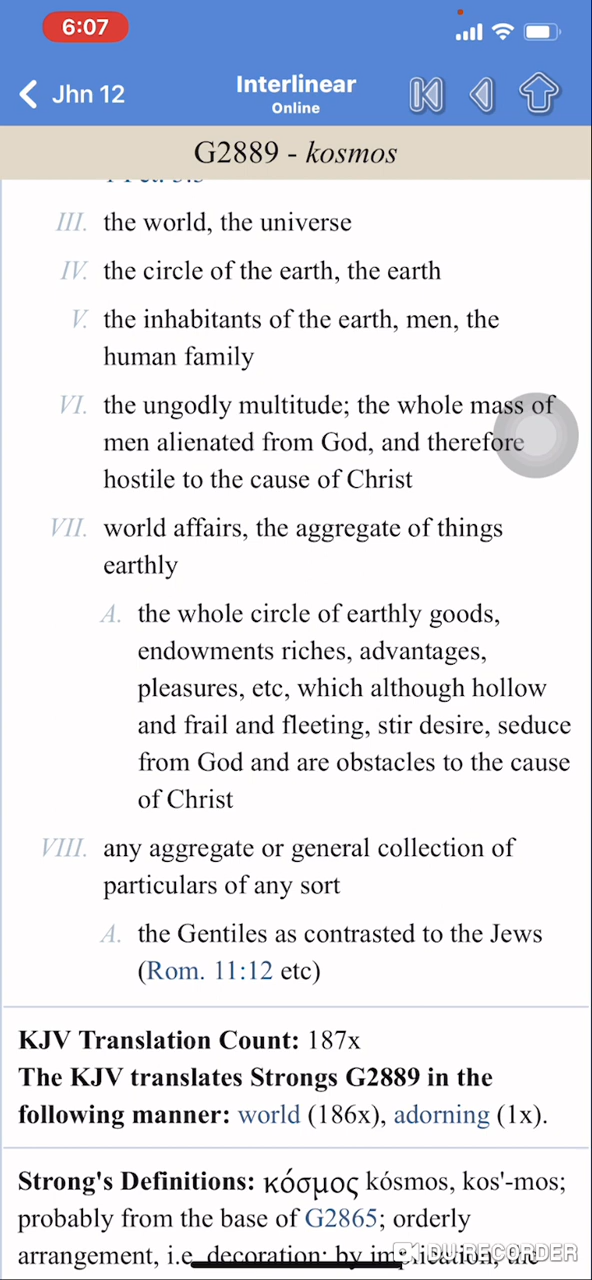 6:07
Jhn 12
Interlinear
Online
G2889 - kosmos
III. the world, the universe
IV. the circle of the earth, the earth
V. the inhabitants of the earth, men, the
human family
VI. the ungodly multitude; the whole mass of
men alienated from God, and therefore
hostile to the cause of Christ
VII. world affairs, the aggregate of things
earthly
A. the whole circle of earthly goods,
endowments riches, advantages,
pleasures, etc, which although hollow
and frail and fleeting, stir desire, seduce
from God and are obstacles to the cause
of Christ
VIII. any aggregate or general collection of
particulars of any sort
A. the Gentiles as contrasted to the Jews
(Rom. 11:12 etc)
KJV Translation Count: 187x
The KJV translates Strongs G2889 in the
following manner: world (186x), adorning (1x).
Strong's Definitions: κόσμος kósmos, kos'-mos;
probably from the base of G2865; orderly
arrangement, i.e. decoration; by implication, the
DU RECORDER